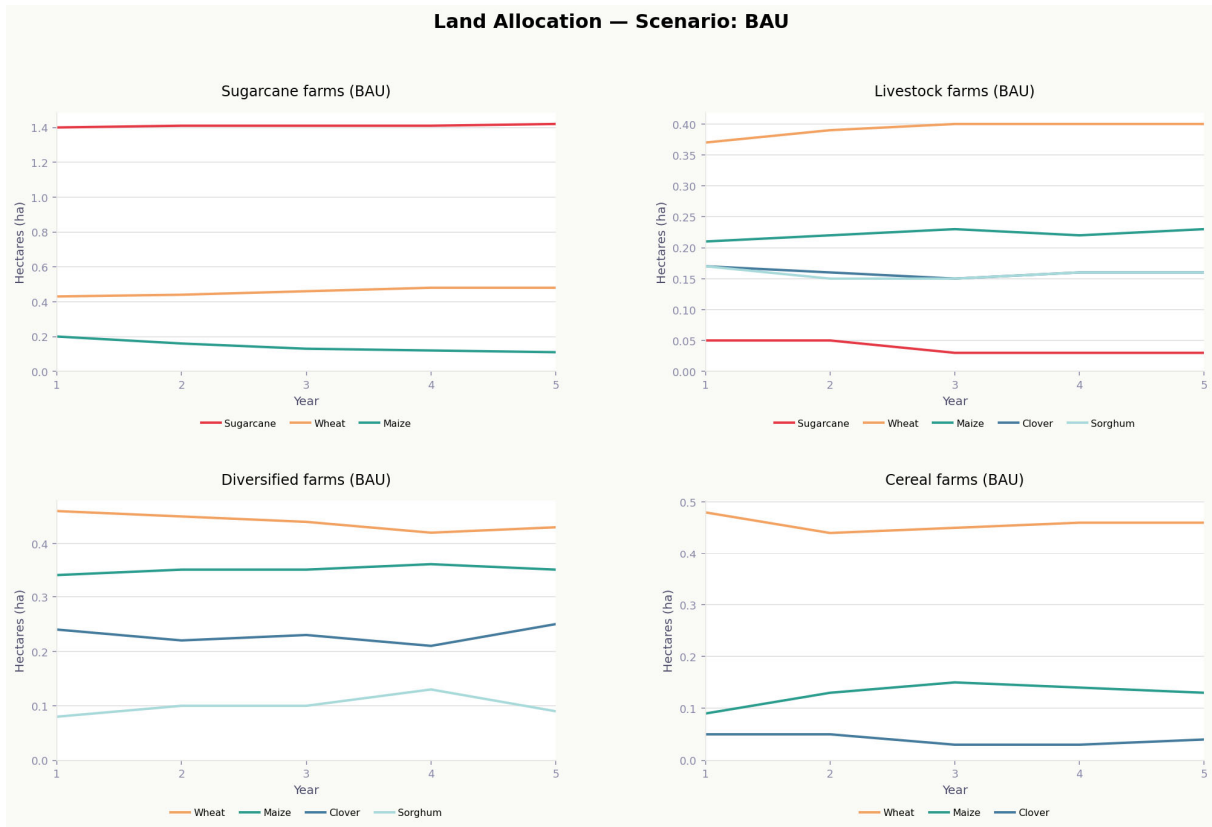 Land Allocation — Scenario: BAU
Sugarcane farms (BAU)
Hectares (ha)
1.4
1.2
1.0
0.8
0.6
0.4
0.2
0.0
1 2 3 4 5
Year
Sugarcane Wheat Maize
Livestock farms (BAU)
Hectares (ha)
0.40
0.35
0.30
0.25
0.20
0.15
0.10
0.05
0.00
1 2 3 4 5
Year
Sugarcane Wheat Maize Clover Sorghum
Diversified farms (BAU)
Hectares (ha)
0.4
0.3
0.2
0.1
0.0
1 2 3 4 5
Year
Wheat Maize Clover Sorghum
Cereal farms (BAU)
Hectares (ha)
0.5
0.4
0.3
0.2
0.1
0.0
1 2 3 4 5
Year
Wheat Maize Clover